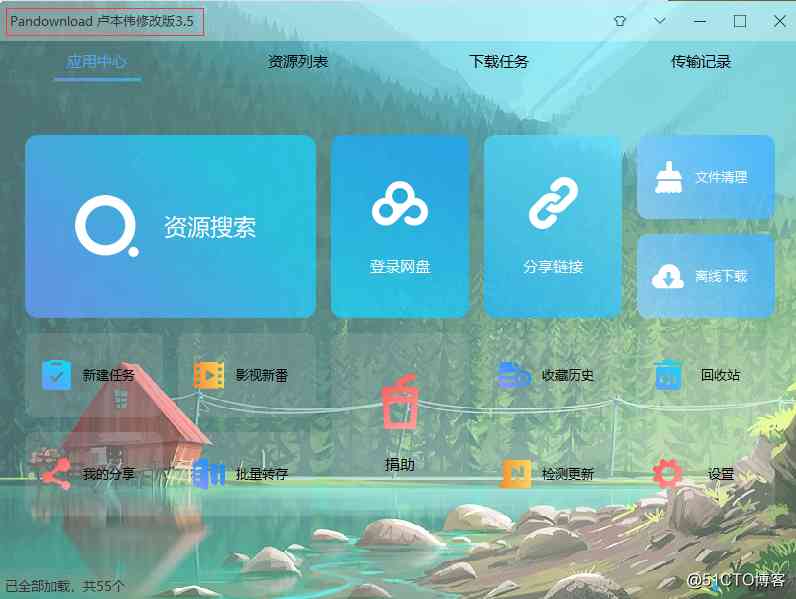 Pandownload 卢本伟修改版3.5
应用中心
资源列表
下载任务
传输记录
资源搜索
登录网盘
分享链接
文件清理
离线下载
新建任务
影视新番
捐助
收藏历史
回收站
我的分享
批量转存
检测更新
设置
已全部加载，共55个
@51CTO博客